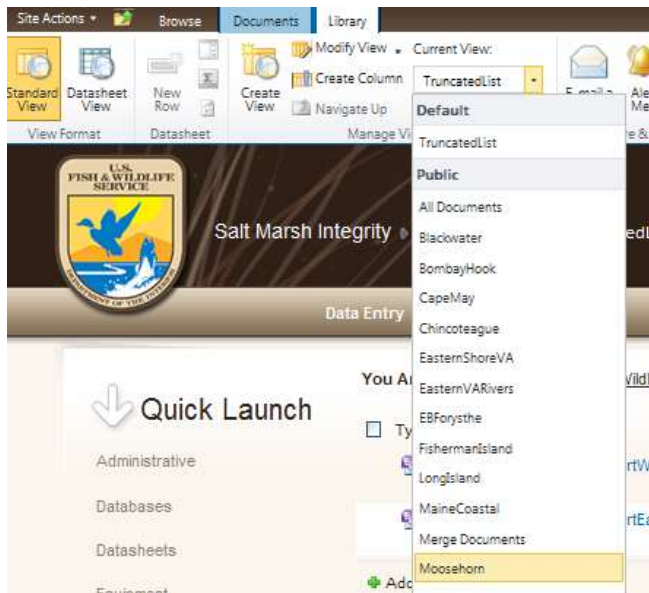 Site Actions Browse Documents Library
Standard View
Datasheet View
New Row
Create View
Modify View
Create Column
Navigate Up
Current View:
TruncatedList
E-mail a
View Format
Datasheet
Default
TruncatedList
Public
All Documents
Blackwater
BombayHook
CapeMay
Chincoteague
EasternShoreVA
EasternVARivers
EBForysthe
FishermanIsland
LongIsland
MaineCoastal
Merge Documents
Moosehorn
U.S.
FISH & WILDLIFE
SERVICE
DEPARTMENT OF THE INTERIOR
Salt Marsh Integrity
Data Entry
Quick Launch
Administrative
Databases
Datasheets